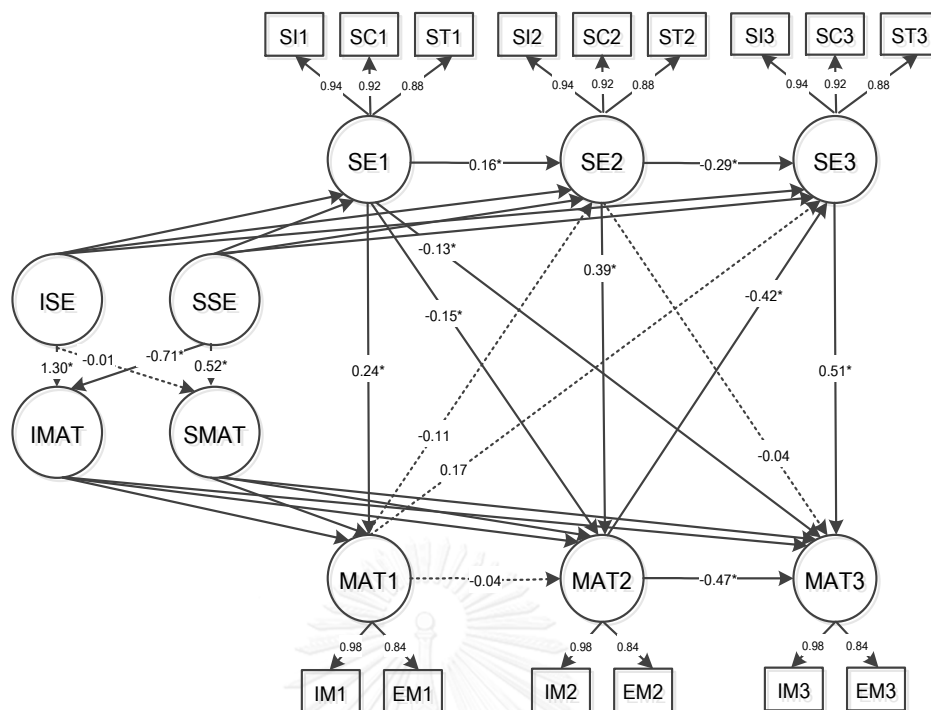 SI1 SC1 ST1 SI2 SC2 ST2 SI3 SC3 ST3
0.94 0.92 0.88 0.94 0.92 0.88 0.94 0.92 0.88
SE1 0.16* SE2 -0.29* SE3
-0.13* 0.39*
ISE SSE -0.15* -0.42*
1.30* -0.01 -0.71* 0.52* 0.24* 0.51*
IMAT SMAT -0.11 0.17 -0.04
MAT1 -0.04 MAT2 -0.47* MAT3
0.98 0.84 0.98 0.84 0.98 0.84
IM1 EM1 IM2 EM2 IM3 EM3